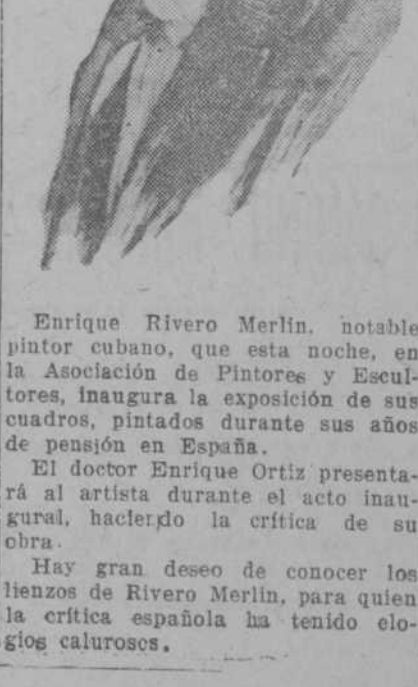 Enrique Rivero Merlin, notable
pintor cubano, que esta noche, en
la Asociación de Pintores y Escul-
tores, inaugura la exposición de sus
cuadros, pintados durante sus años
de pensión en España.
El doctor Enrique Ortiz presenta-
rá al artista durante el acto inau-
gural, haciendo la crítica de su
obra.
Hay gran deseo de conocer los
lienzos de Rivero Merlin, para quien
la crítica española ha tenido elo-
gios calurosos.